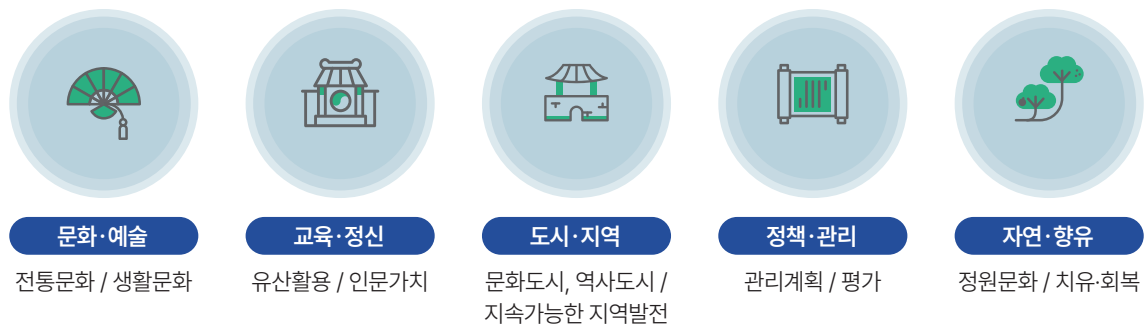 문화·예술
전통문화 / 생활문화
교육·정신
유산활용 / 인문가치
도시·지역
문화도시, 역사도시 /
지속가능한 지역발전
정책·관리
관리계획 / 평가
자연·향유
정원문화 / 치유·회복